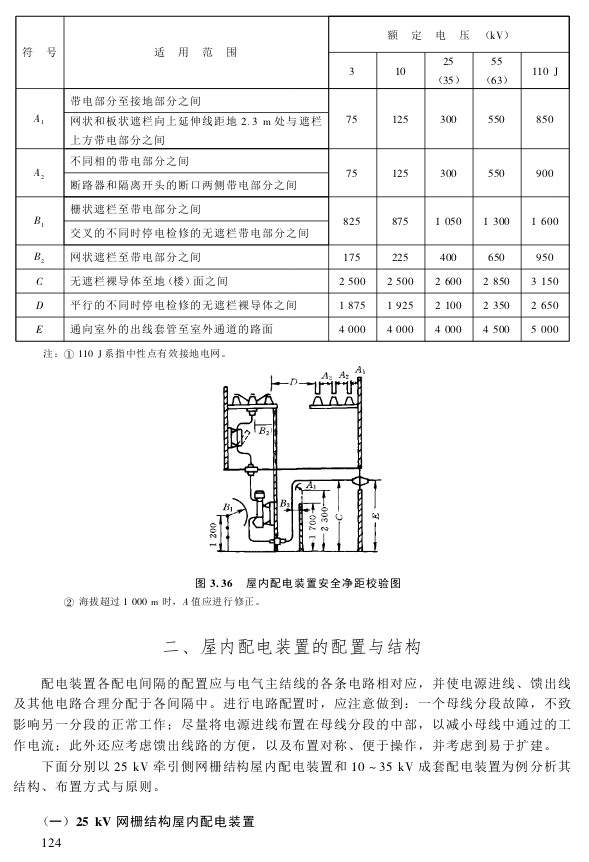 符 号 适 用 范 围 额 定 电 压 （kV）
3 10 25（35） 55（63） 110 J
A₁ 带电部分至接地部分之间 75 125 300 550 850
网状和板状遮栏向上延伸线距地 2.3 m 处与遮栏
上方带电部分之间
A₂ 不同相的带电部分之间 75 125 300 550 900
断路器和隔离开头的断口两侧带电部分之间
B₁ 栅状遮栏至带电部分之间 825 875 1 050 1 300 1 600
交叉的不同时停电检修的无遮栏带电部分之间
B₂ 网状遮栏至带电部分之间 175 225 400 650 950
C 无遮栏裸导体至地（楼）面之间 2 500 2 500 2 600 2 850 3 150
D 平行的不同时停电检修的无遮栏裸导体之间 1 875 1 925 2 100 2 350 2 650
E 通向室外的出线套管至室外通道的路面 4 000 4 000 4 000 4 500 5 000
注：① 110 J 系指中性点有效接地电网。
D A₂ A₂ A₁
B₂
A₁
B₁ B₂
1 200 1 700 2 300 C E
图 3.36 屋内配电装置安全净距校验图
② 海拔超过 1 000 m 时，A 值应进行修正。
二、屋内配电装置的配置与结构
配电装置各配电间隔的配置应与电气主结线的各条电路相对应，并使电源进线、馈出线
及其他电路合理分配于各间隔中。进行电路配置时，应注意做到：一个母线分段故障，不致
影响另一分段的正常工作；尽量将电源进线布置在母线分段的中部，以减小母线中通过的工
作电流；此外还应考虑馈出线路的方便，以及布置对称、便于操作，并考虑到易于扩建。
下面分别以 25 kV 牵引侧网栅结构屋内配电装置和 10～35 kV 成套配电装置为例分析其
结构、布置方式与原则。
（一）25 kV 网栅结构屋内配电装置
124